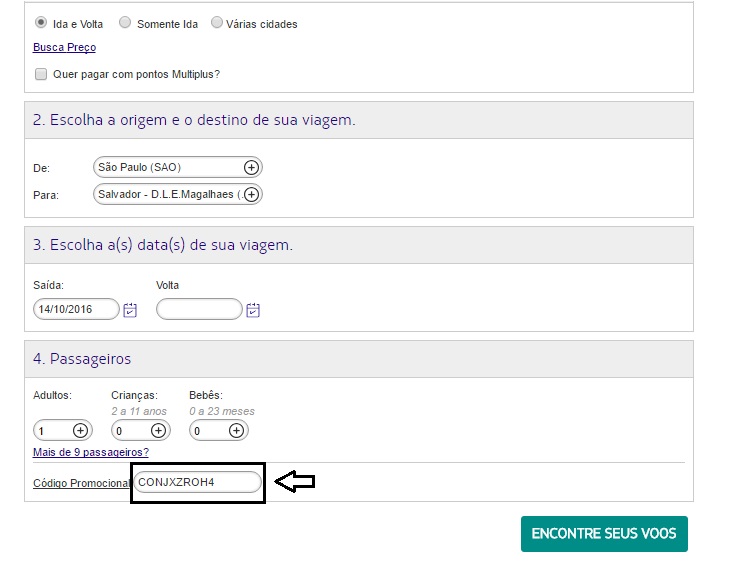 Ida e Volta Somente Ida Várias cidades
Busca Preço
Quer pagar com pontos Multiplus?
2. Escolha a origem e o destino de sua viagem.
De: São Paulo (SAO)
Para: Salvador - D.L.E.Magalhaes (.
3. Escolha a(s) data(s) de sua viagem.
Saída: Volta
14/10/2016
4. Passageiros
Adultos: Crianças: Bebês:
2 a 11 anos 0 a 23 meses
1 0 0
Mais de 9 passageiros?
Código Promocional CONJXZROH4
ENCONTRE SEUS VOOS